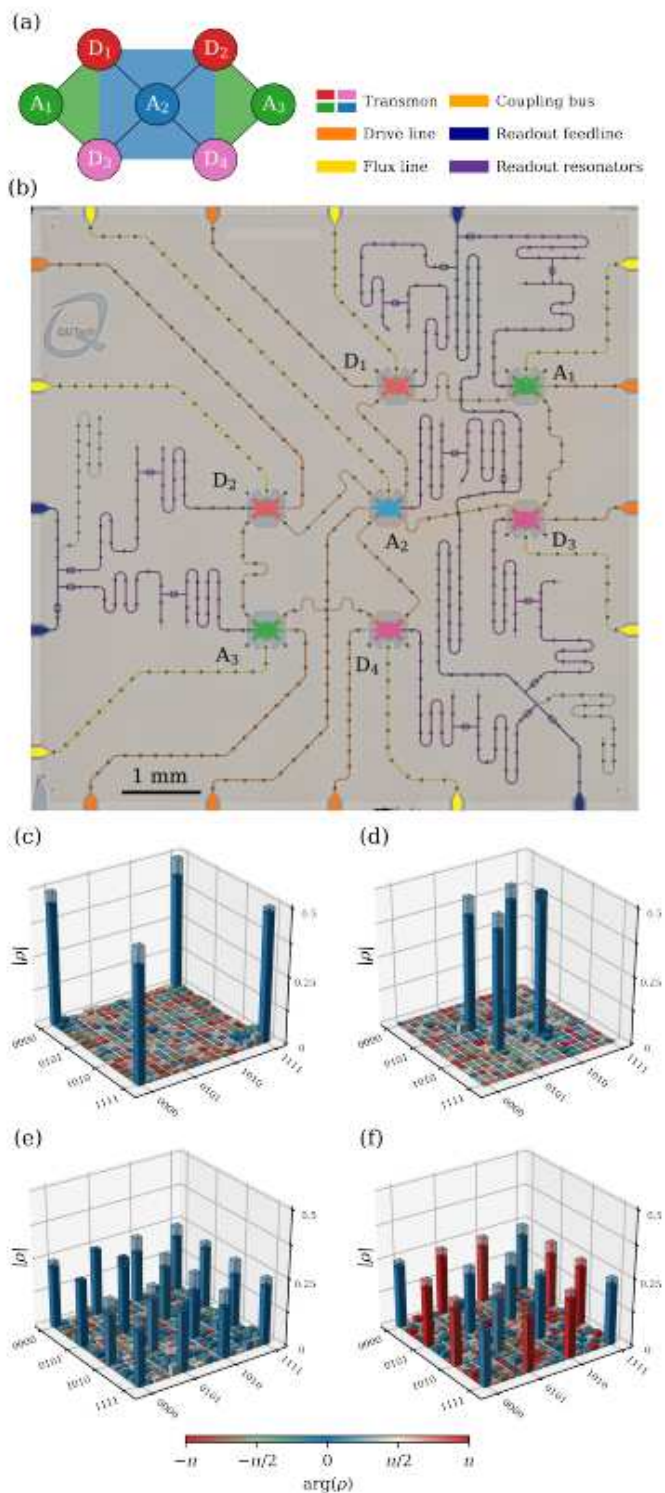 (a)
D₁
D₂
A₁
A₂
A₃
D₃
D₄
Transmon
Coupling bus
Drive line
Readout feedline
Flux line
Readout resonators
(b)
D₁
A₁
D₂
A₂
D₃
A₃
D₄
1 mm
(c)
(d)
|ρ|
0.5
0.25
0
0000
0101
1010
1111
0000
0101
1010
1111
|ρ|
0.5
0.25
0
0000
0101
1010
1111
0000
0101
1010
1111
(e)
(f)
|ρ|
0.5
0.25
0
0000
0101
1010
1111
0000
0101
1010
1111
|ρ|
0.5
0.25
0
0000
0101
1010
1111
0000
0101
1010
1111
−π
−π/2
0
π/2
π
arg(ρ)